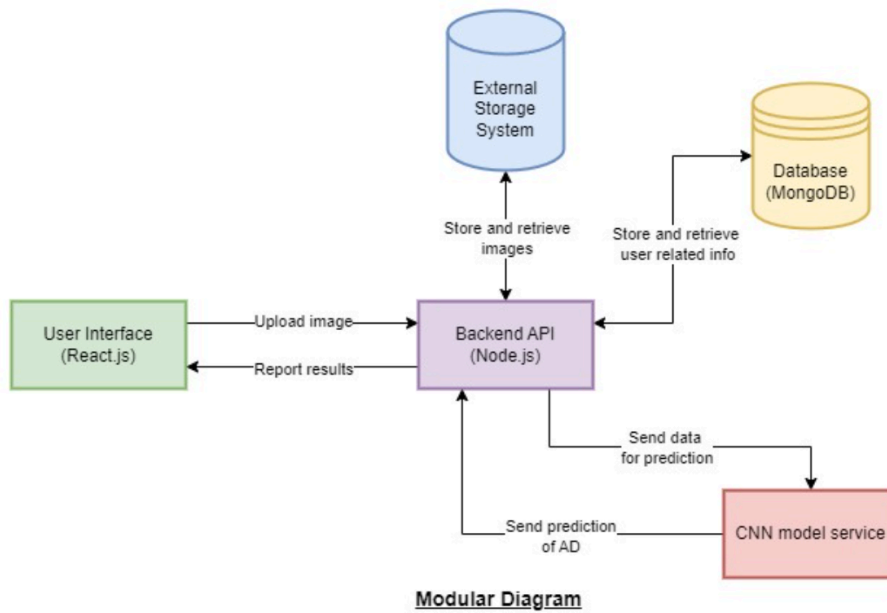 External
Storage
System
Database
(MongoDB)
Store and retrieve
images
Store and retrieve
user related info
User Interface
(React.js)
Upload image
Report results
Backend API
(Node.js)
Send data
for prediction
Send prediction
of AD
CNN model service
Modular Diagram